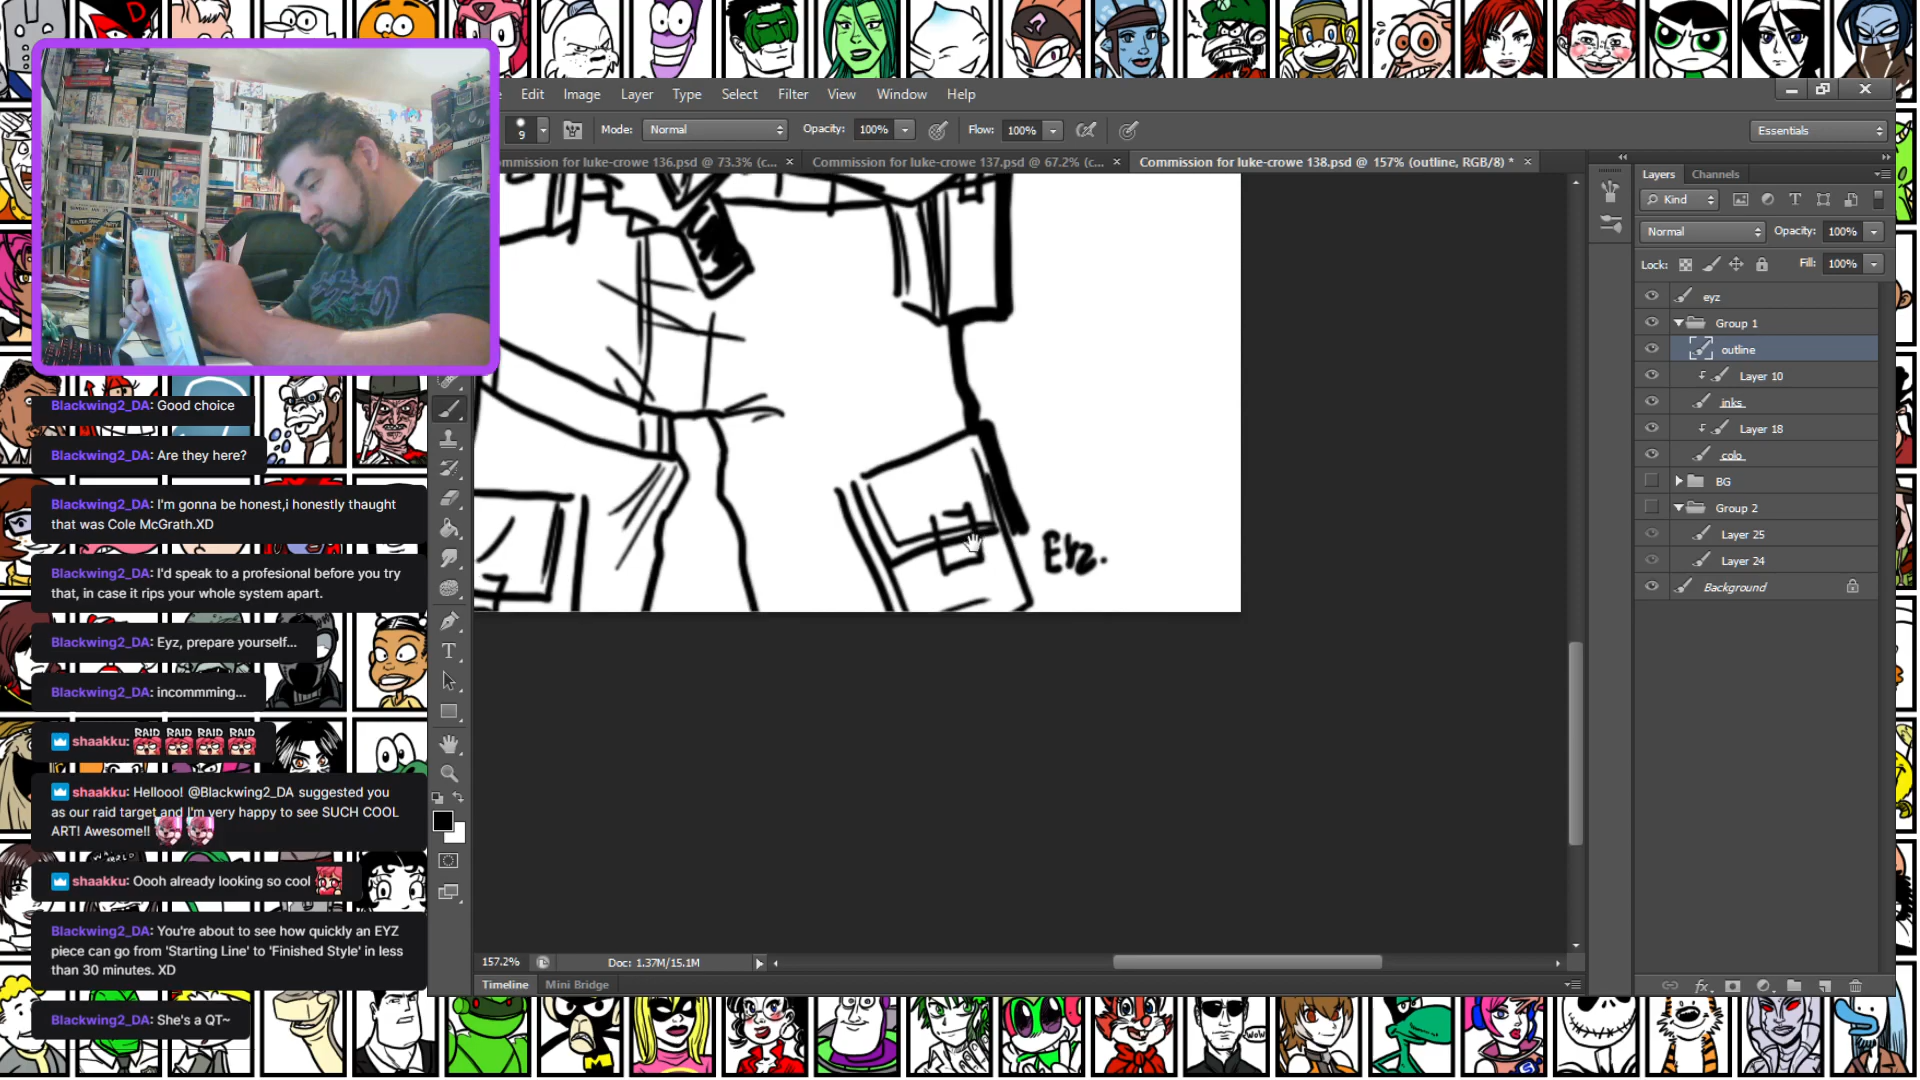 Edit Image Layer Type Select Filter View Window Help
9 Mode: Normal Opacity: 100% Flow: 100% Essentials
Commission for luke-crowe 136.psd @ 73.3% (c... × Commission for luke-crowe 137.psd @ 67.2% (c... × Commission for luke-crowe 138.psd @ 157% (outline, RGB/8) * ×
Layers Channels
Kind
Normal Opacity: 100%
Lock: Fill: 100%
eyz
Group 1
outline
Layer 10
inks
Layer 18
colo
BG
Group 2
Layer 25
Layer 24
Background
Eyz.
Blackwing2_DA: Good choice
Blackwing2_DA: Are they here?
Blackwing2_DA: I'm gonna be honest,i honestly thaught
that was Cole McGrath.XD
Blackwing2_DA: I'd speak to a profesional before you try
that, in case it rips your whole system apart.
Blackwing2_DA: Eyz, prepare yourself...
Blackwing2_DA: incommming...
shaakku: RAID RAID RAID RAID
shaakku: Hellooo! @Blackwing2_DA suggested you
as our raid target and I'm very happy to see SUCH COOL
ART! Awesome!!
shaakku: Oooh already looking so cool
Blackwing2_DA: You're about to see how quickly an EYZ
piece can go from 'Starting Line' to 'Finished Style' in less
than 30 minutes. XD
Blackwing2_DA: She's a QT~
157.2% Doc: 1.37M/15.1M
Timeline Mini Bridge
WOW